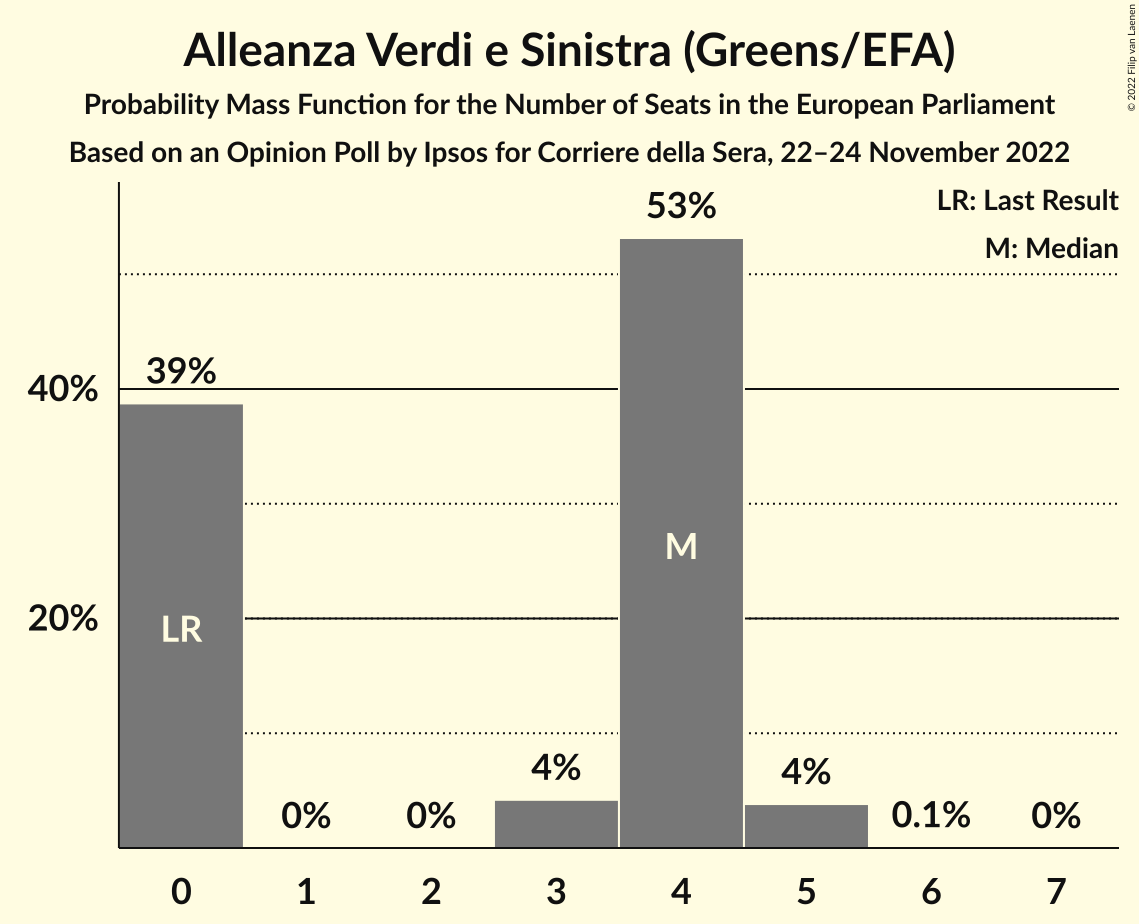 Alleanza Verdi e Sinistra (Greens/EFA)
Probability Mass Function for the Number of Seats in the European Parliament
Based on an Opinion Poll by Ipsos for Corriere della Sera, 22–24 November 2022
© 2022 Filip van Laenen
LR: Last Result
M: Median
53%
39%
40%
M
20%
LR
4%
4%
0%
0%
0.1%
0%
0 1 2 3 4 5 6 7